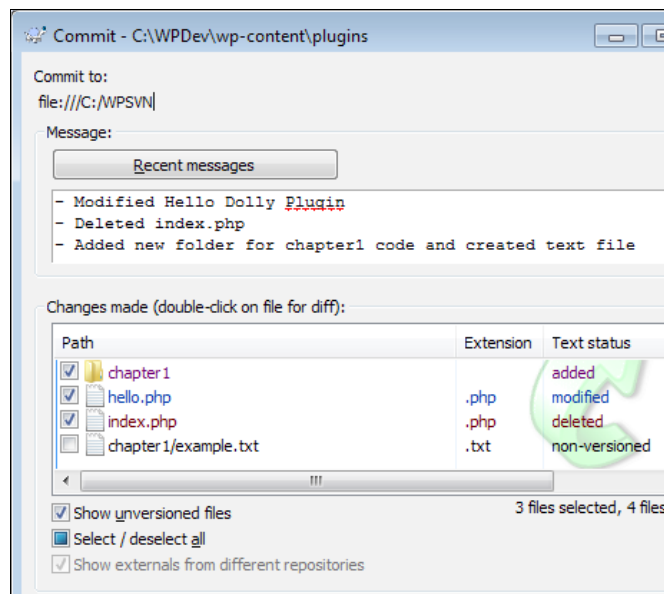 Commit - C:\WPDev\wp-content\plugins
Commit to:
file:///C:/WPSVN
Message:
Recent messages
- Modified Hello Dolly Plugin
- Deleted index.php
- Added new folder for chapter1 code and created text file
Changes made (double-click on file for diff):
Path Extension Text status
chapter1 added
hello.php .php modified
index.php .php deleted
chapter1/example.txt .txt non-versioned
Show unversioned files
3 files selected, 4 files
Select / deselect all
Show externals from different repositories